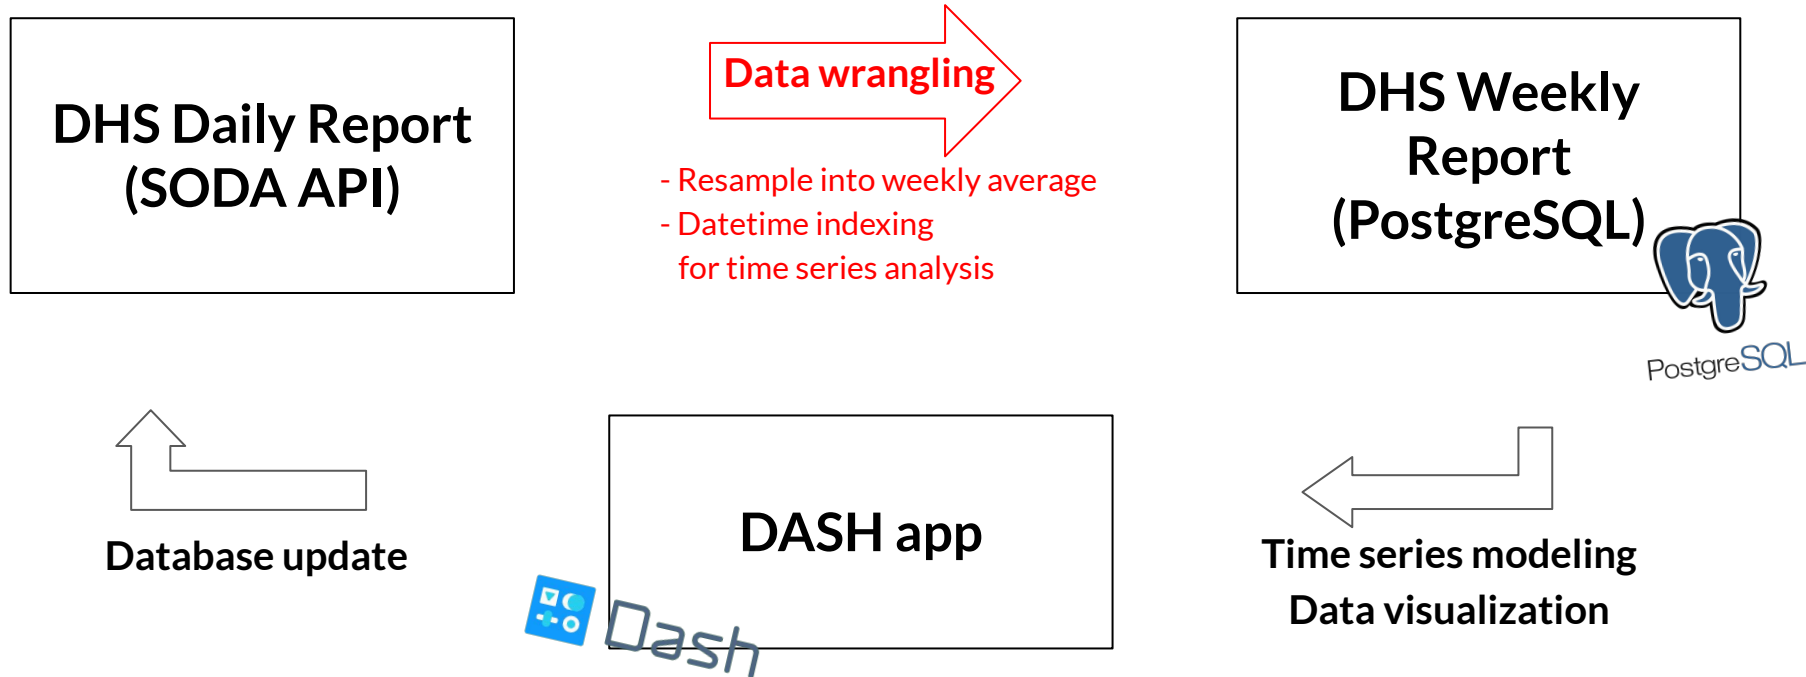 DHS Daily Report
(SODA API)
Data wrangling
- Resample into weekly average
- Datetime indexing
for time series analysis
DHS Weekly
Report
(PostgreSQL)
PostgreSQL
Database update
DASH app
Dash
Time series modeling
Data visualization